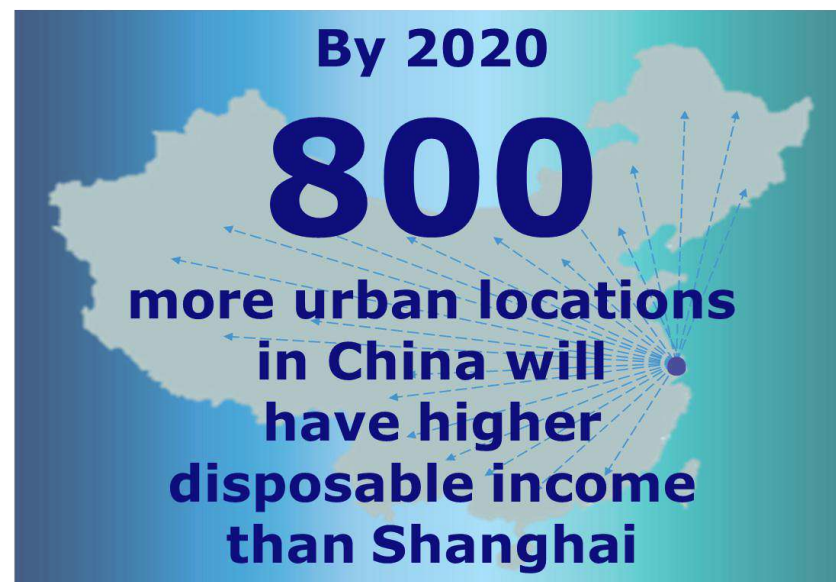 By 2020
800
more urban locations
in China will
have higher
disposable income
than Shanghai